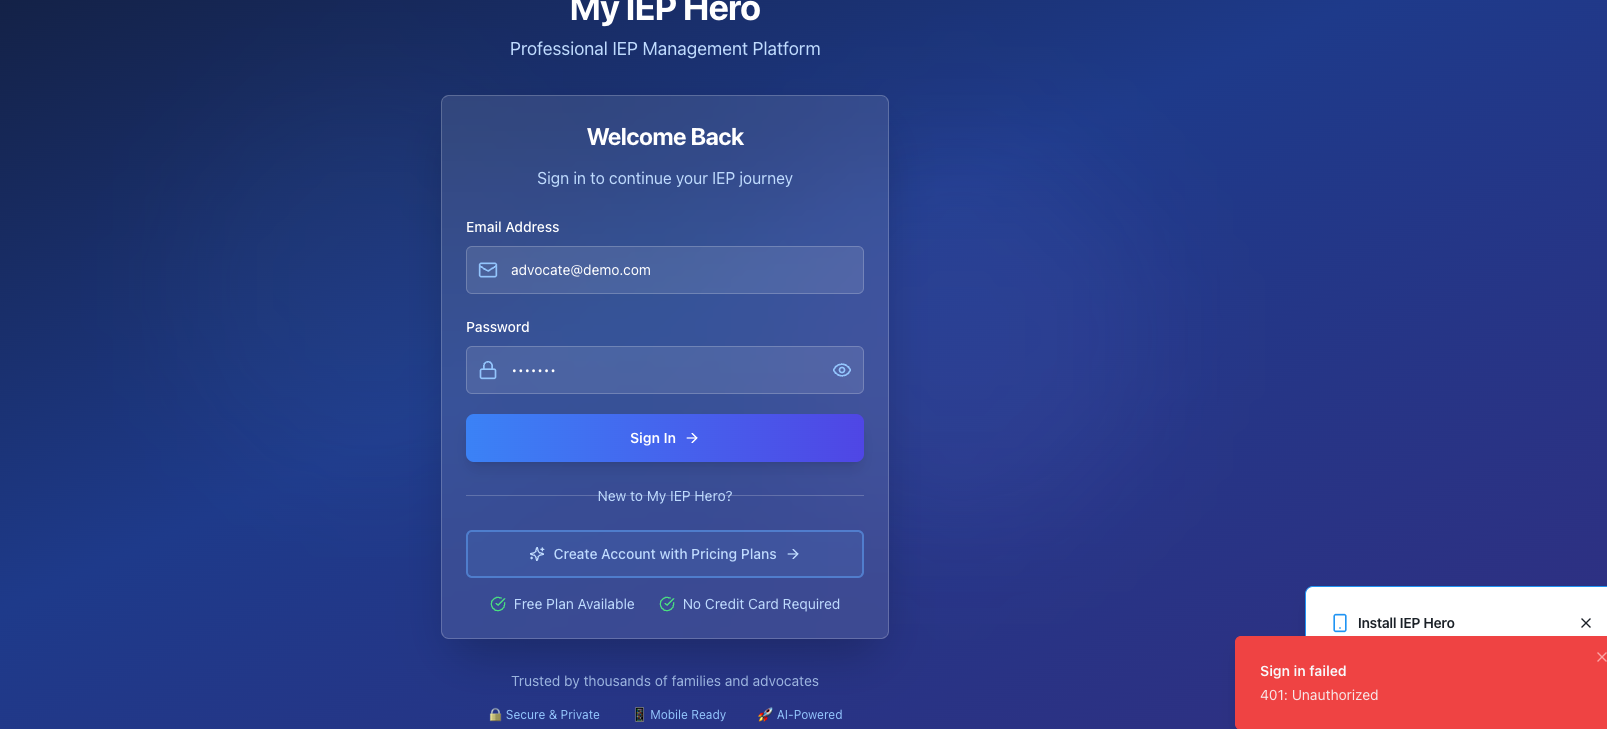 My IEP Hero
Professional IEP Management Platform
Welcome Back
Sign in to continue your IEP journey
Email Address
advocate@demo.com
Password
•••••••
Sign In →
New to My IEP Hero?
Create Account with Pricing Plans →
Free Plan Available
No Credit Card Required
Trusted by thousands of families and advocates
🔒 Secure & Private
📱 Mobile Ready
🚀 AI-Powered
Install IEP Hero
Sign in failed
401: Unauthorized